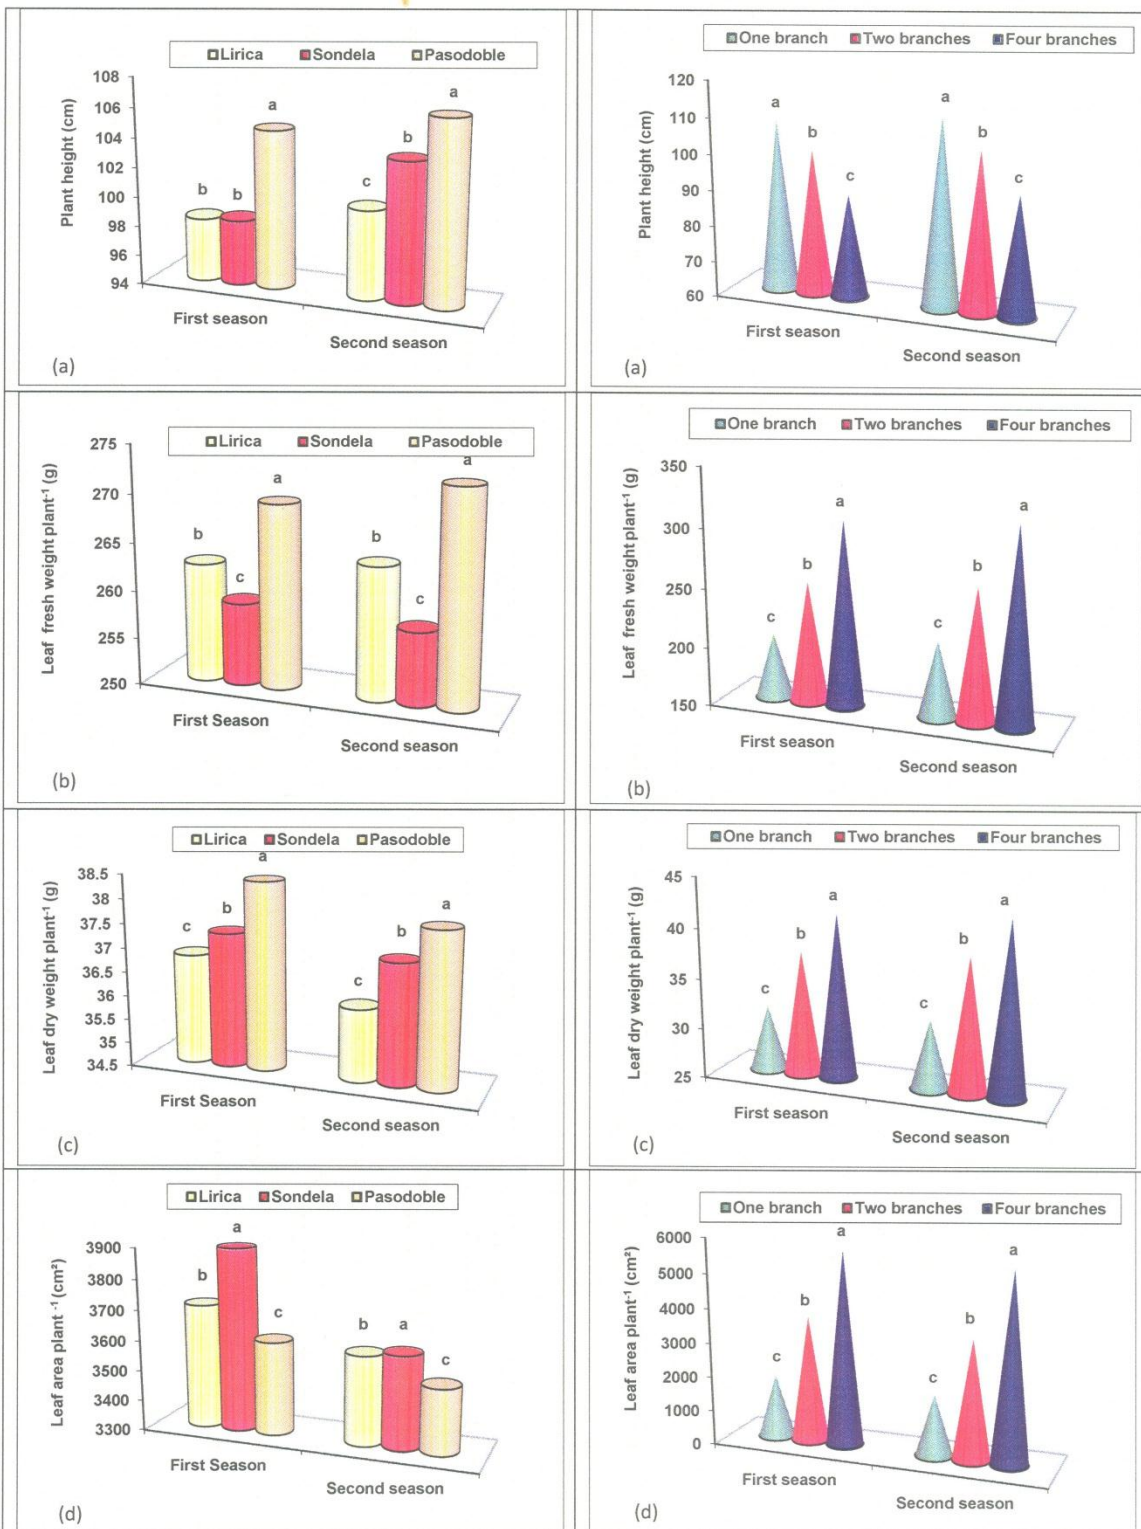 Lirica Sondela Pasodoble
108
106
104
102
100
98
96
94
Plant height (cm)
b b a c b a
First season
Second season
(a)
One branch Two branches Four branches
120
110
100
90
80
70
60
Plant height (cm)
a b c a b c
First season
Second season
(a)
Lirica Sondela Pasodoble
275
270
265
260
255
250
Leaf fresh weight plant⁻¹ (g)
b c a b c a
First Season
Second season
(b)
One branch Two branches Four branches
350
300
250
200
150
Leaf fresh weight plant⁻¹ (g)
c b a c b a
First season
Second season
(b)
Lirica Sondela Pasodoble
38.5
38
37.5
37
36.5
36
35.5
35
34.5
Leaf dry weight plant⁻¹ (g)
c b a c b a
First Season
Second season
(c)
One branch Two branches Four branches
45
40
35
30
25
Leaf dry weight plant⁻¹ (g)
c b a c b a
First season
Second season
(c)
Lirica Sondela Pasodoble
3900
3800
3700
3600
3500
3400
3300
Leaf area plant ⁻¹ (cm²)
b a c b a c
First Season
Second season
(d)
One branch Two branches Four branches
6000
5000
4000
3000
2000
1000
0
Leaf area plant⁻¹ (cm²)
c b a c b a
First season
Second season
(d)